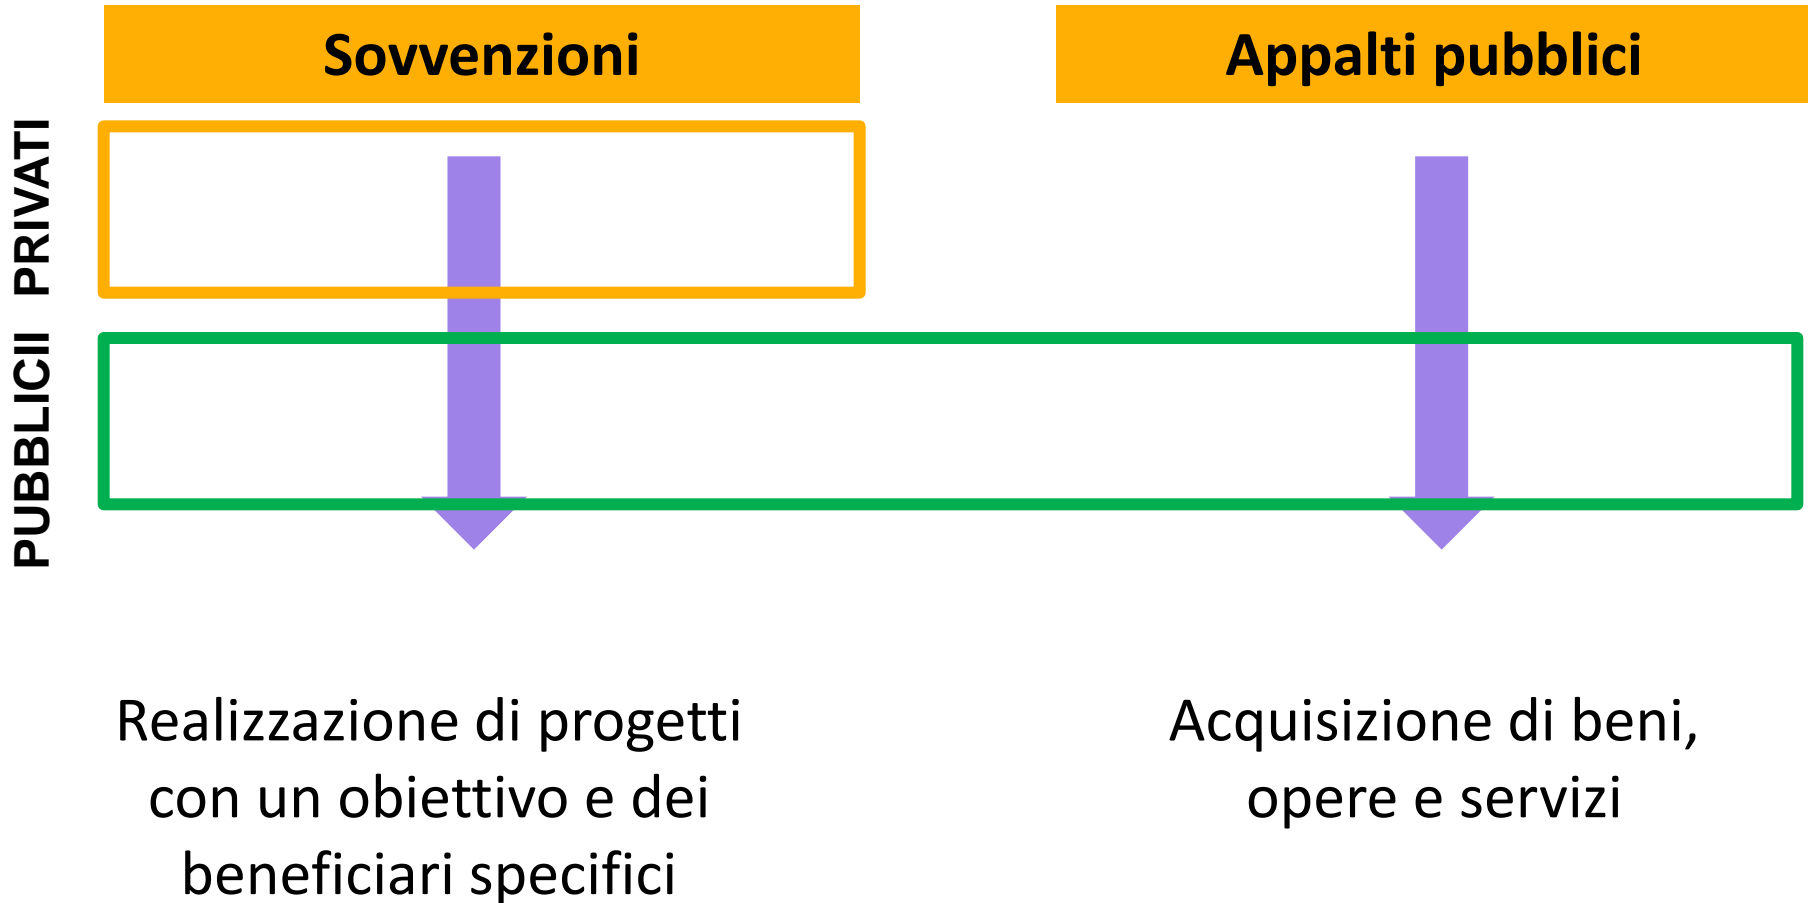 Sovvenzioni
Appalti pubblici
PRIVATI
PUBBLICII
Realizzazione di progetti
con un obiettivo e dei
beneficiari specifici
Acquisizione di beni,
opere e servizi